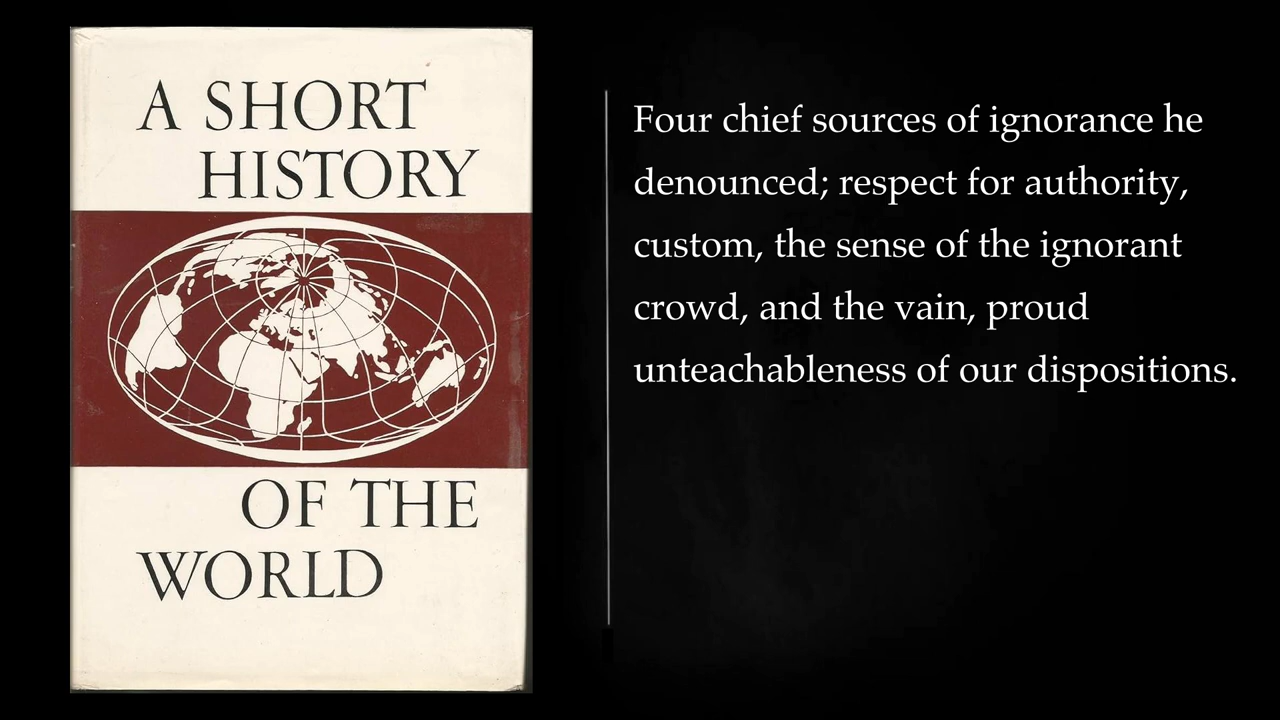 A SHORT
HISTORY
OF THE
WORLD
Four chief sources of ignorance he
denounced; respect for authority,
custom, the sense of the ignorant
crowd, and the vain, proud
unteachableness of our dispositions.